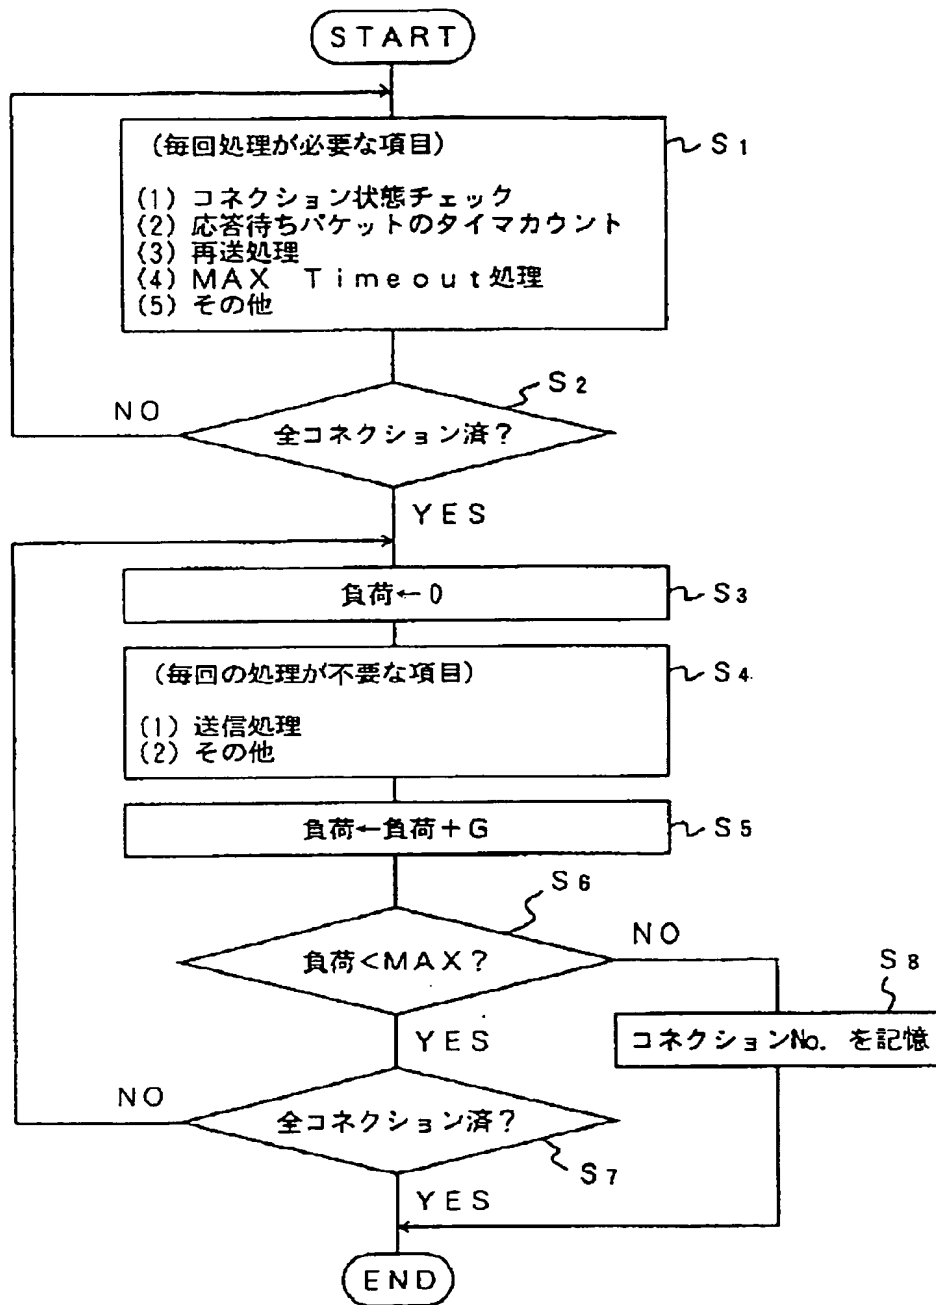 START
(毎回処理が必要な項目)
S1
(1) コネクション状態チェック
(2) 応答待ちパケットのタイマカウント
(3) 再送処理
(4) MAX Timeout処理
(5) その他
S2
NO
全コネクション済?
YES
負荷←0
S3
(毎回の処理が不要な項目)
S4
(1) 送信処理
(2) その他
負荷←負荷+G
S5
S6
負荷<MAX?
NO
S8
コネクションNo. を記憶
YES
NO
全コネクション済?
S7
YES
END